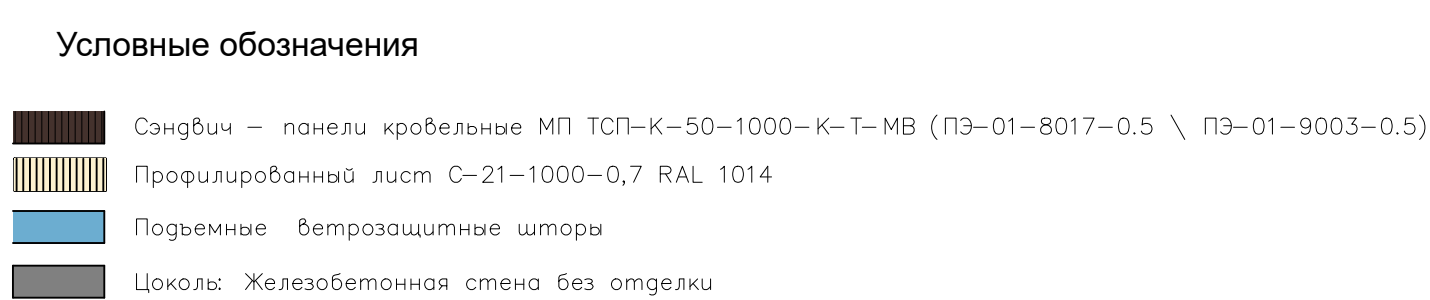 Условные обозначения
Сэндвич – панели кровельные МП ТСП–К–50–1000–К–Т–МВ (ПЭ–01–8017–0.5 \ ПЭ–01–9003–0.5)
Профилированный лист С–21–1000–0,7 RAL 1014
Подъемные ветрозащитные шторы
Цоколь: Железобетонная стена без отделки